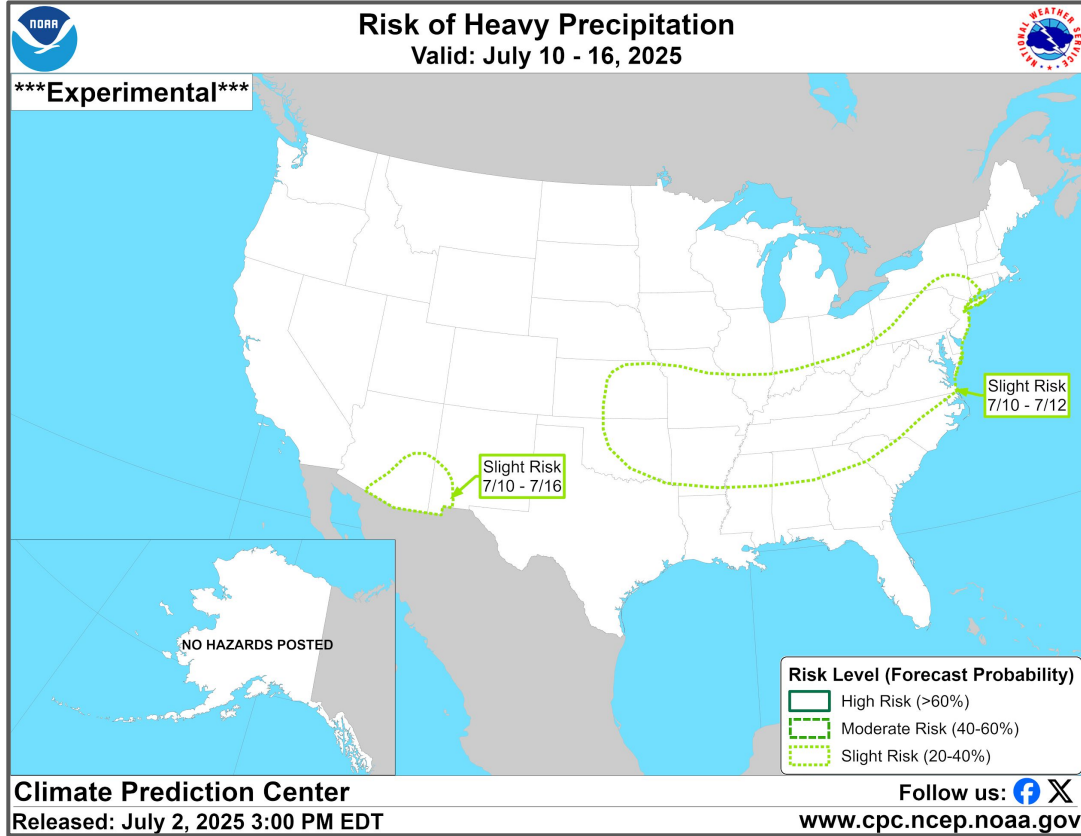 NOAA
Risk of Heavy Precipitation
Valid: July 10 - 16, 2025
NATIONAL WEATHER SERVICE
***Experimental***
Slight Risk
7/10 - 7/12
Slight Risk
7/10 - 7/16
NO HAZARDS POSTED
Risk Level (Forecast Probability)
High Risk (>60%)
Moderate Risk (40-60%)
Slight Risk (20-40%)
Climate Prediction Center
Follow us:
Released: July 2, 2025 3:00 PM EDT
www.cpc.ncep.noaa.gov